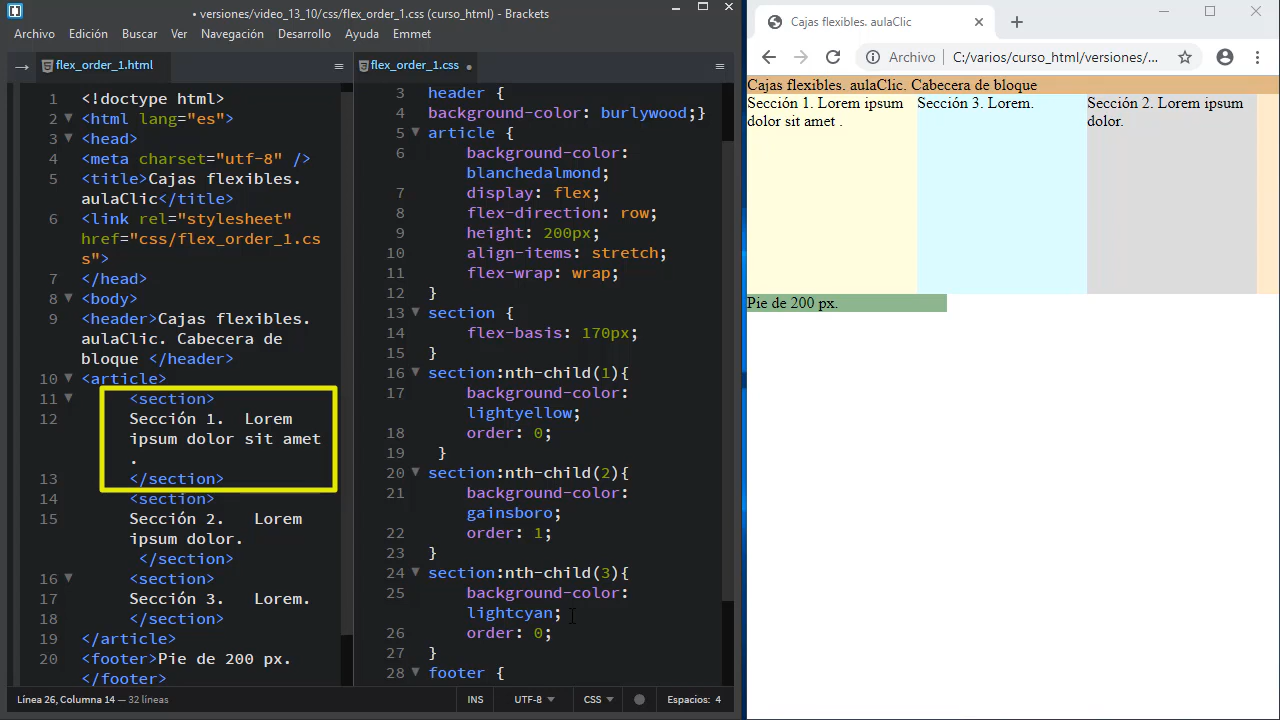 • versiones/video_13_10/css/flex_order_1.css (curso_html) - Brackets
Archivo Edición Buscar Ver Navegación Desarrollo Ayuda Emmet
flex_order_1.html
1 <!doctype html>
2 <html lang="es">
3 <head>
4 <meta charset="utf-8" />
5 <title>Cajas flexibles.
aulaClic</title>
6 <link rel="stylesheet"
href="css/flex_order_1.cs
s">
7 </head>
8 <body>
9 <header>Cajas flexibles.
aulaClic. Cabecera de
bloque </header>
10 <article>
11 <section>
12 Sección 1.  Lorem
ipsum dolor sit amet
.
13 </section>
14 <section>
15 Sección 2.   Lorem
ipsum dolor.
</section>
16 <section>
17 Sección 3.   Lorem.
18 </section>
19 </article>
20 <footer>Pie de 200 px.
</footer>
flex_order_1.css •
3 header {
4 background-color: burlywood;}
5 article {
6 background-color:
blanchedalmond;
7 display: flex;
8 flex-direction: row;
9 height: 200px;
10 align-items: stretch;
11 flex-wrap: wrap;
12 }
13 section {
14 flex-basis: 170px;
15 }
16 section:nth-child(1){
17 background-color:
lightyellow;
18 order: 0;
19 }
20 section:nth-child(2){
21 background-color:
gainsboro;
22 order: 1;
23 }
24 section:nth-child(3){
25 background-color:
lightcyan;
26 order: 0;
27 }
28 footer {
Línea 26, Columna 14 — 32 líneas
INS UTF-8 CSS Espacios: 4
Cajas flexibles. aulaClic
Archivo C:/varios/curso_html/versiones/...
Cajas flexibles. aulaClic. Cabecera de bloque
Sección 1. Lorem ipsum
dolor sit amet .
Sección 3. Lorem.
Sección 2. Lorem ipsum
dolor.
Pie de 200 px.